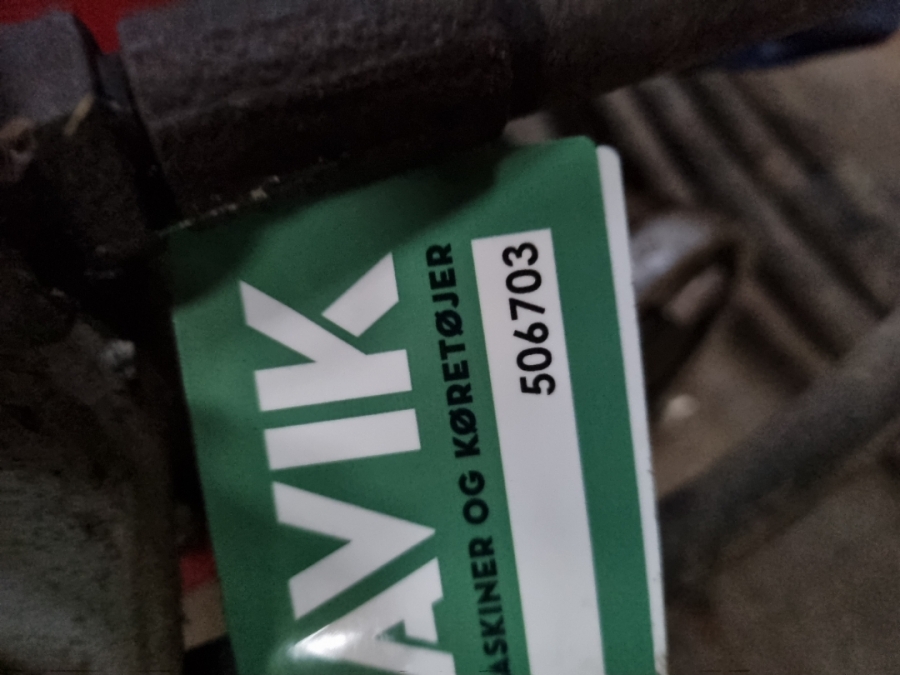 AVIK
ASKINER OG KØRETØJER
506703